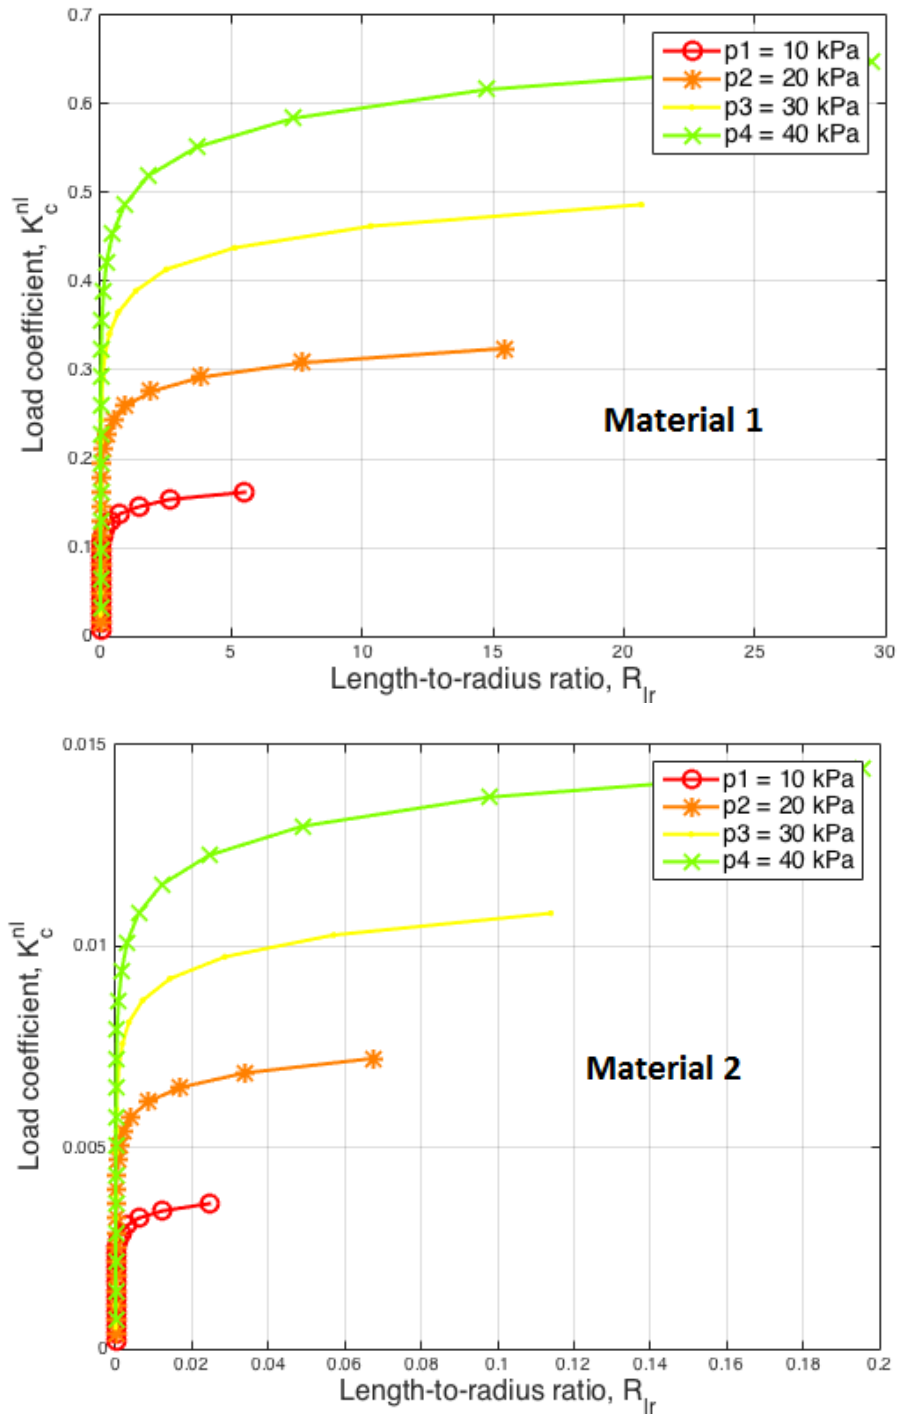 0.7
0.6
0.5
0.4
0.3
0.2
0.1
0
Load coefficient, K_c^nl
p1 = 10 kPa
p2 = 20 kPa
p3 = 30 kPa
p4 = 40 kPa
Material 1
0 5 10 15 20 25 30
Length-to-radius ratio, R_lr
0.015
0.01
0.005
0
Load coefficient, K_c^nl
p1 = 10 kPa
p2 = 20 kPa
p3 = 30 kPa
p4 = 40 kPa
Material 2
0 0.02 0.04 0.06 0.08 0.1 0.12 0.14 0.16 0.18 0.2
Length-to-radius ratio, R_lr